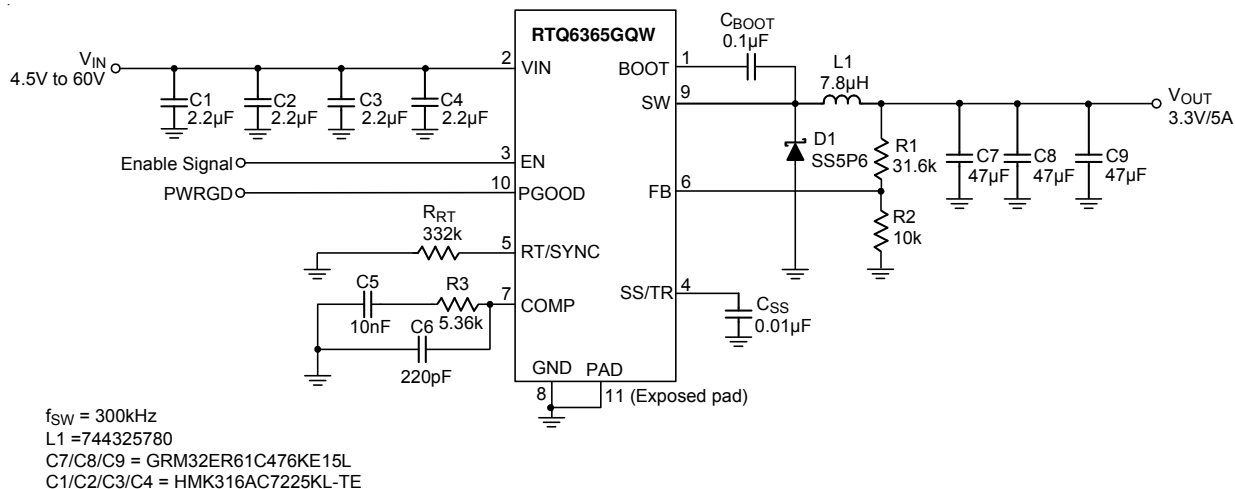 RTQ6365GQW
VIN
4.5V to 60V
C1
2.2µF
C2
2.2µF
C3
2.2µF
C4
2.2µF
2
VIN
Enable Signal
3
EN
PWRGD
10
PGOOD
RRT
332k
5
RT/SYNC
C5
10nF
R3
5.36k
7
COMP
C6
220pF
GND
8
PAD
11 (Exposed pad)
CBOOT
0.1µF
1
BOOT
9
SW
L1
7.8µH
VOUT
3.3V/5A
D1
SS5P6
R1
31.6k
C7
47µF
C8
47µF
C9
47µF
6
FB
R2
10k
4
SS/TR
CSS
0.01µF
fSW = 300kHz
L1 =744325780
C7/C8/C9 = GRM32ER61C476KE15L
C1/C2/C3/C4 = HMK316AC7225KL-TE